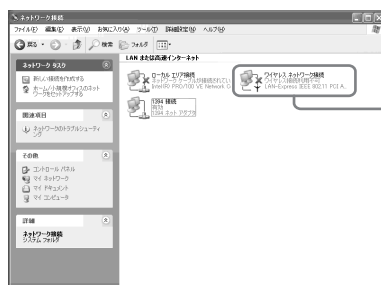 ネットワーク接続
ファイル(F) 編集(E) 表示(V) お気に入り(A) ツール(T) 詳細設定(N) ヘルプ(H)
戻る 検索 フォルダ
ネットワーク タスク
新しい接続を作成する
ホーム/小規模オフィスのネットワークをセットアップする
関連項目
ネットワークのトラブルシューティング
その他
コントロール パネル
マイ ネットワーク
マイ ドキュメント
マイ コンピュータ
詳細
ネットワーク接続
システム フォルダ
LAN または高速インターネット
ローカル エリア接続
ネットワーク ケーブルが接続されてい...
Intel(R) PRO/100 VE Network C...
ワイヤレス ネットワーク接続
ワイヤレス接続利用不可
LAN-Express IEEE 802.11 PCI A...
1394 接続
有効
1394 ネット アダプタ